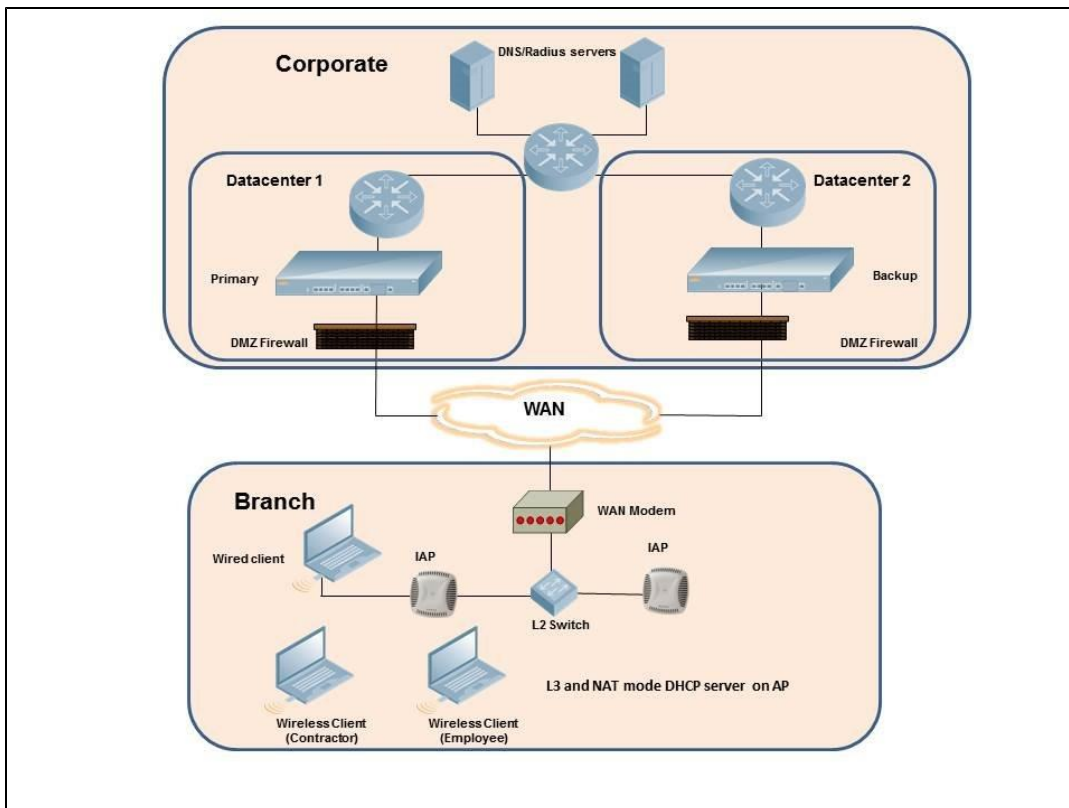 DNS/Radius servers
Corporate
Datacenter 1
Datacenter 2
Primary
Backup
DMZ Firewall
DMZ Firewall
WAN
Branch
WAN Modem
Wired client
IAP
IAP
L2 Switch
L3 and NAT mode DHCP server on AP
Wireless Client
(Contractor)
Wireless Client
(Employee)